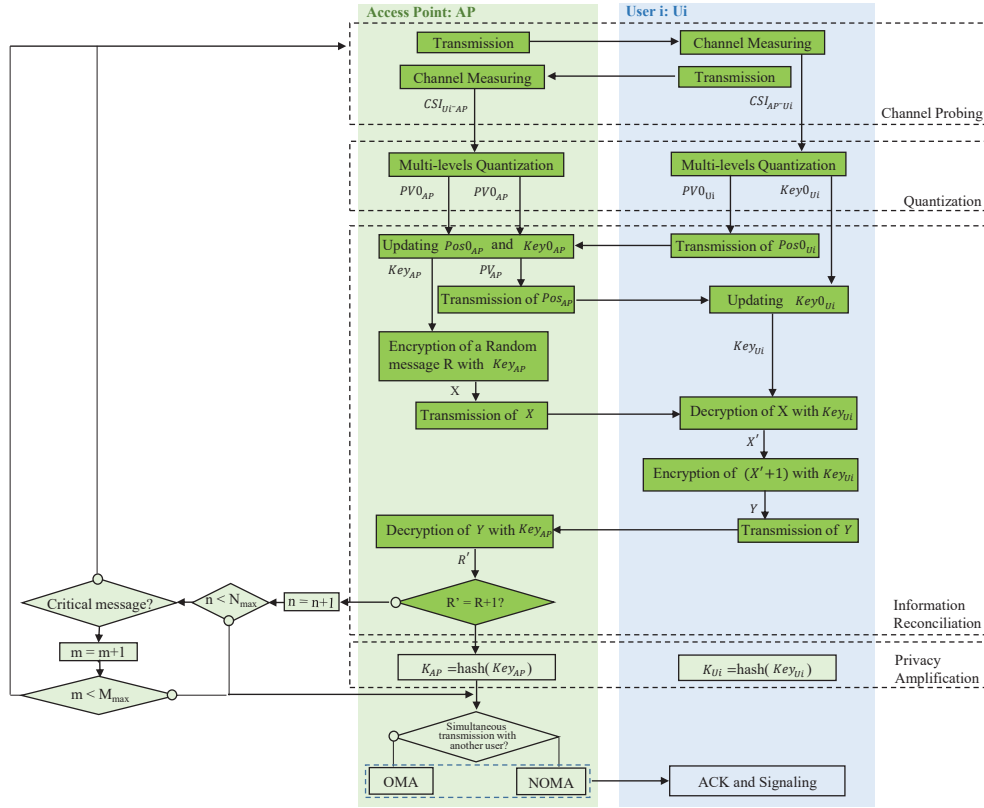 Access Point: AP
User i: Ui
Transmission
Channel Measuring
Channel Measuring
Transmission
CSI_{Ui-AP}
CSI_{AP-Ui}
Channel Probing
Multi-levels Quantization
Multi-levels Quantization
PV0_{AP}
PV0_{AP}
PV0_{Ui}
Key0_{Ui}
Quantization
Updating Pos0_{AP} and Key0_{AP}
Transmission of Pos0_{Ui}
Key_{AP}
PV_{AP}
Transmission of Pos_{AP}
Updating Key0_{Ui}
Encryption of a Random
message R with Key_{AP}
Key_{Ui}
X
Transmission of X
Decryption of X with Key_{Ui}
X'
Encryption of (X'+1) with Key_{Ui}
Y
Decryption of Y with Key_{AP}
Transmission of Y
R'
Critical message?
n < N_{max}
n = n+1
R' = R+1?
Information
Reconciliation
m = m+1
K_{AP} =hash( Key_{AP})
K_{Ui} =hash( Key_{Ui})
Privacy
Amplification
m < M_{max}
Simultaneous
transmission with
another user?
OMA
NOMA
ACK and Signaling